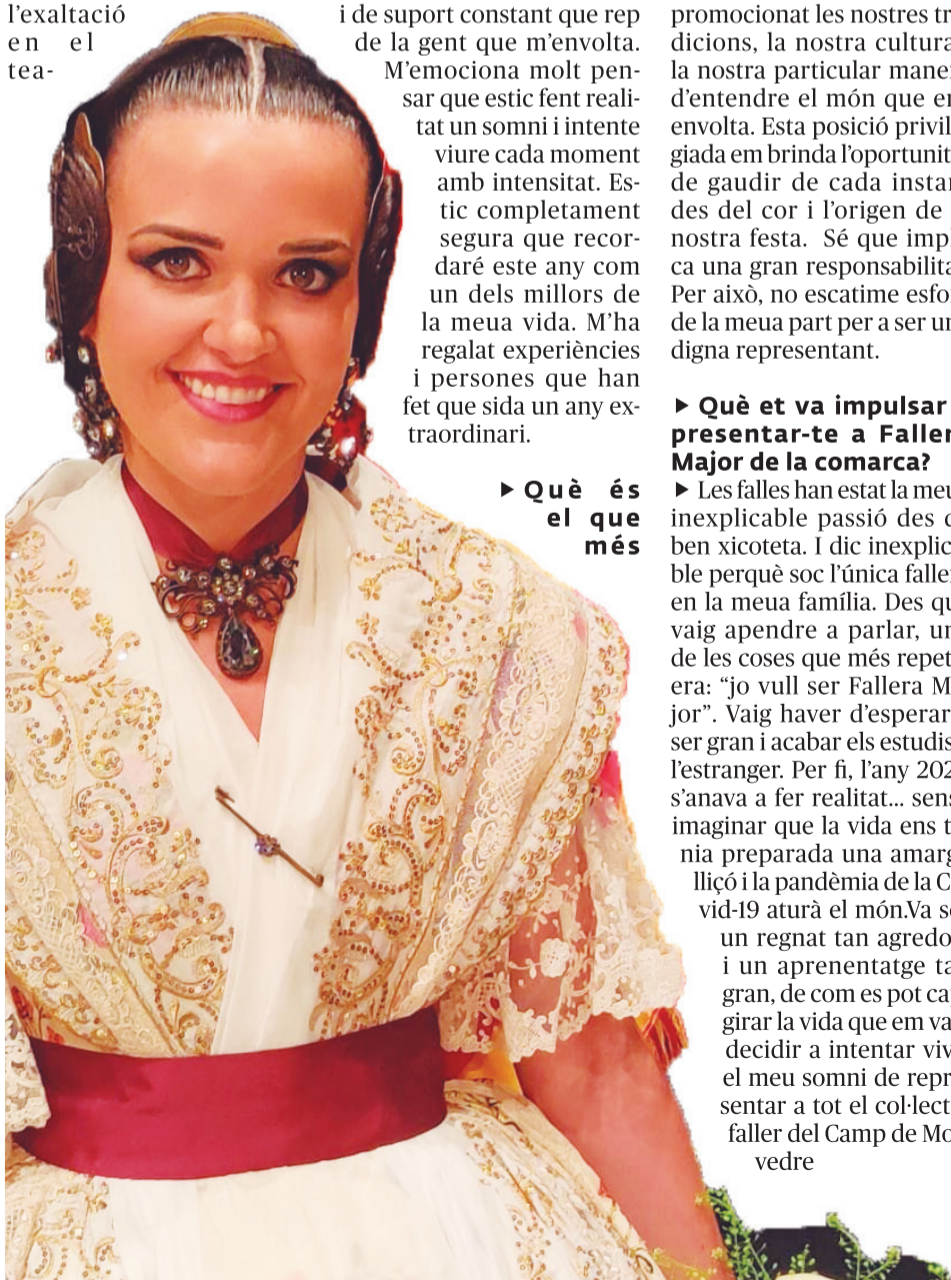 l’exaltació
en el
tea-
i de suport constant que rep
de la gent que m’envolta.
M’emociona molt pen-
sar que estic fent reali-
tat un somni i intente
viure cada moment
amb intensitat. Es-
tic completament
segura que recor-
daré este any com
un dels millors de
la meua vida. M’ha
regalat experiències
i persones que han
fet que sida un any ex-
traordinari.
▶ Què és
el que
més
promocionat les nostres tr
dicions, la nostra cultura
la nostra particular mane
d’entendre el món que en
envolta. Esta posició privil
giada em brinda l’oportunit
de gaudir de cada instan
des del cor i l’origen de
nostra festa. Sé que impl
ca una gran responsabilita
Per això, no escatime esfo
de la meua part per a ser un
digna representant.
▶ Què et va impulsar
presentar-te a Faller
Major de la comarca?
▶ Les falles han estat la meu
inexplicable passió des d
ben xicoteta. I dic inexplic
ble perquè soc l’única falle
en la meua família. Des qu
vaig apendre a parlar, un
de les coses que més repet
era: “jo vull ser Fallera M
jor”. Vaig haver d’esperar
ser gran i acabar els estudis
l’estranger. Per fi, l’any 202
s’anava a fer realitat... sens
imaginar que la vida ens t
nia preparada una amarg
lliçó i la pandèmia de la C
vid-19 aturà el món.Va s
un regnat tan agredo
i un aprenentatge ta
gran, de com es pot ca
girar la vida que em va
decidir a intentar viv
el meu somni de repr
sentar a tot el col·lect
faller del Camp de Mo
vedre